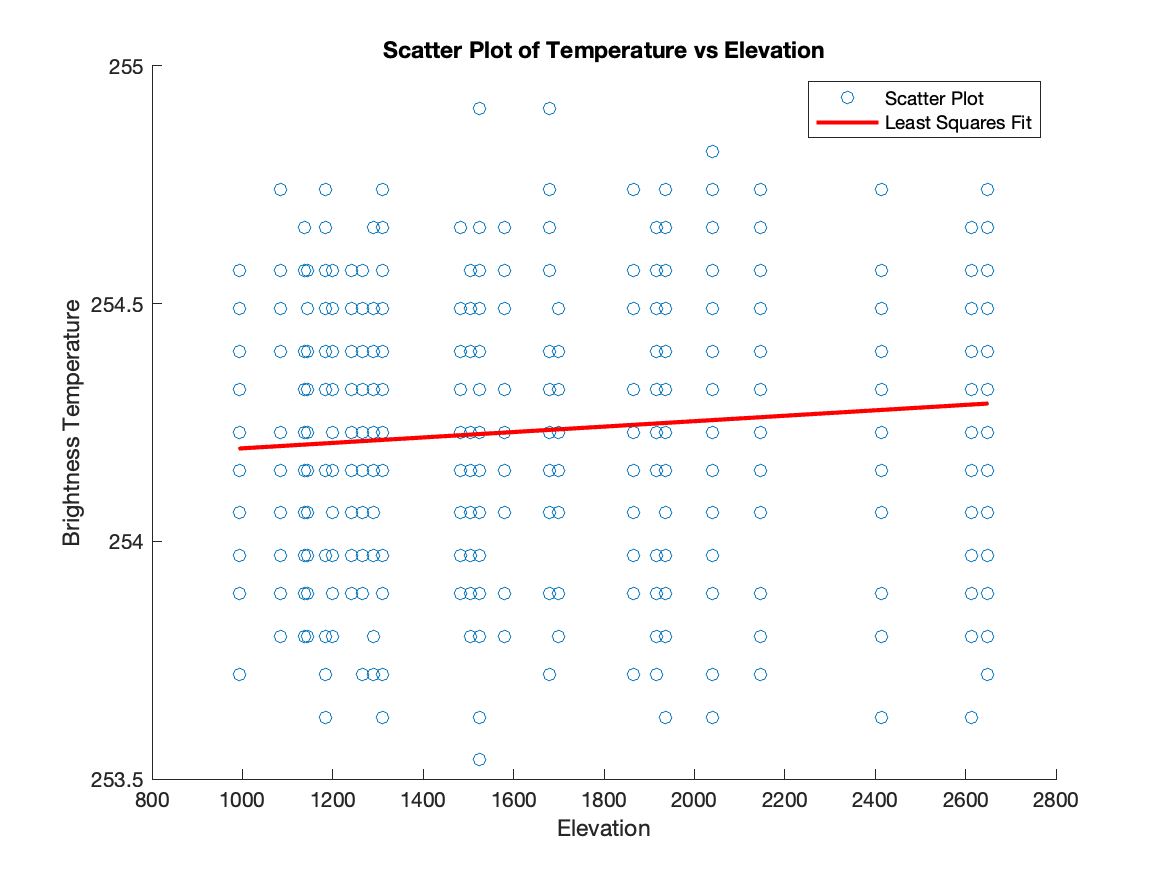 Scatter Plot of Temperature vs Elevation
255
254.5
254
253.5
Brightness Temperature
Scatter Plot
Least Squares Fit
800 1000 1200 1400 1600 1800 2000 2200 2400 2600 2800
Elevation